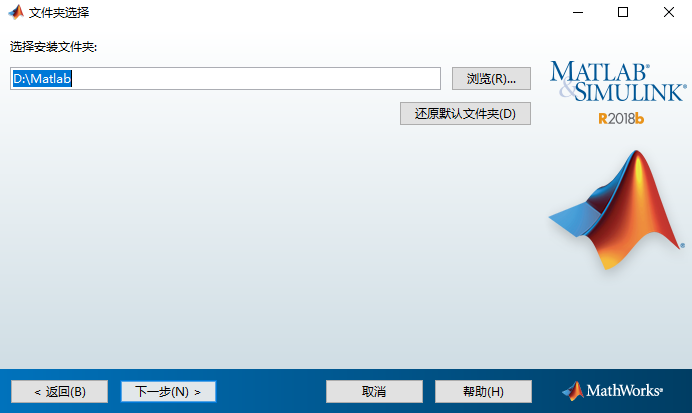 文件夹选择
选择安装文件夹:
D:\Matlab
浏览(R)...
还原默认文件夹(D)
MATLAB®
&SIMULINK®
R2018b
®
< 返回(B)
下一步(N) >
取消
帮助(H)
MathWorks®